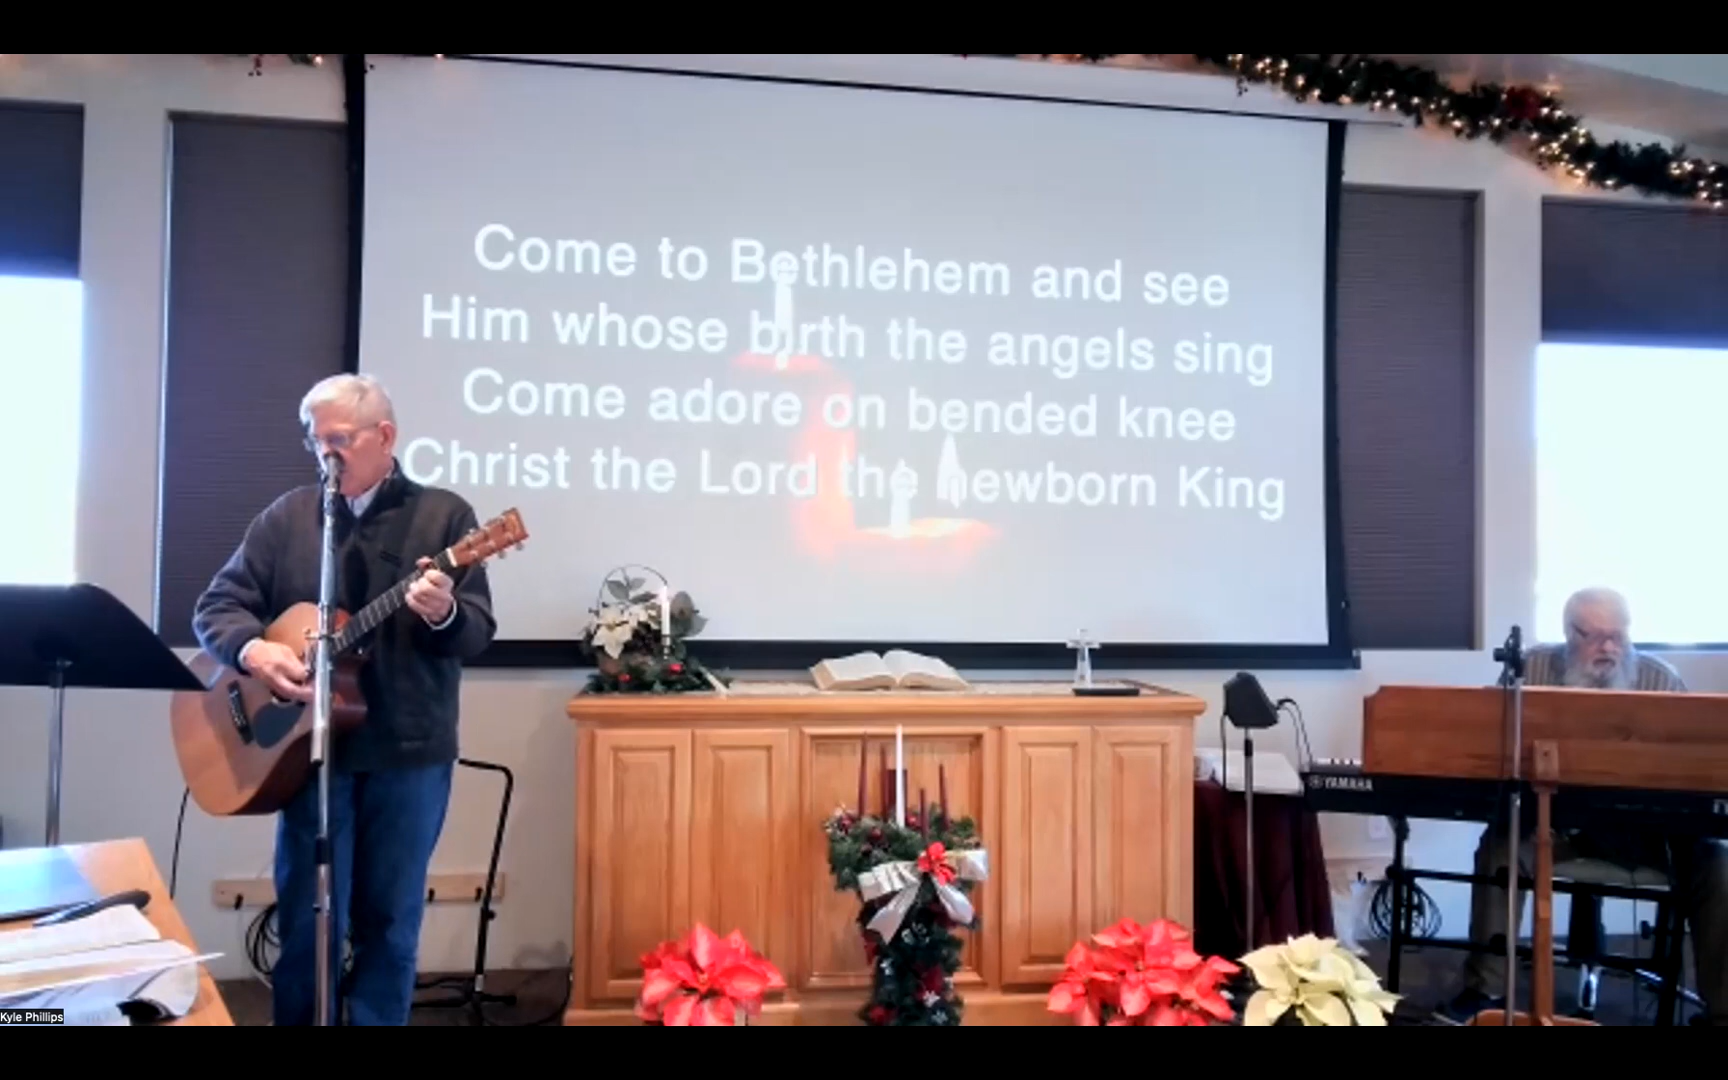 Come to Bethlehem and see
Him whose birth the angels sing
Come adore on bended knee
Christ the Lord the newborn King
YAMAHA
Kyle Phillips